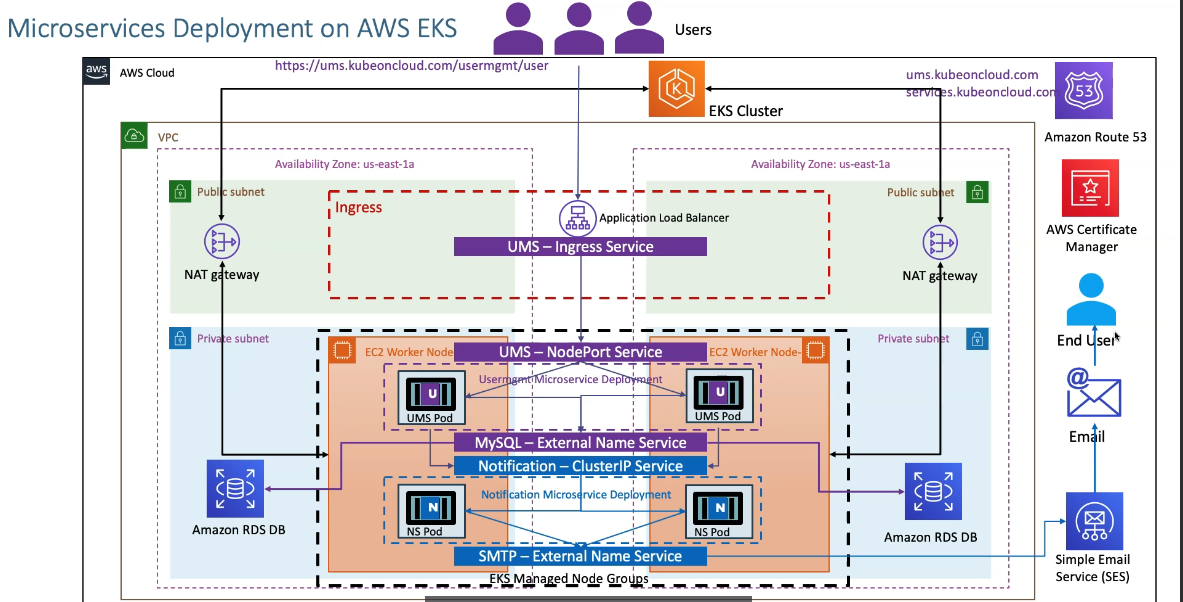 Microservices Deployment on AWS EKS
Users
aws
AWS Cloud
https://ums.kubeoncloud.com/usermgmt/user
EKS Cluster
ums.kubeoncloud.com
services.kubeoncloud.com
53
Amazon Route 53
VPC
Availability Zone: us-east-1a
Availability Zone: us-east-1a
Public subnet
Public subnet
Ingress
Application Load Balancer
UMS – Ingress Service
NAT gateway
NAT gateway
AWS Certificate
Manager
End User
Private subnet
Private subnet
EC2 Worker Node
UMS – NodePort Service
EC2 Worker Node-
Usermgmt Microservice Deployment
U
UMS Pod
U
UMS Pod
@
Email
MySQL – External Name Service
Notification – ClusterIP Service
Notification Microservice Deployment
N
NS Pod
N
NS Pod
Amazon RDS DB
Amazon RDS DB
SMTP – External Name Service
EKS Managed Node Groups
Simple Email
Service (SES)